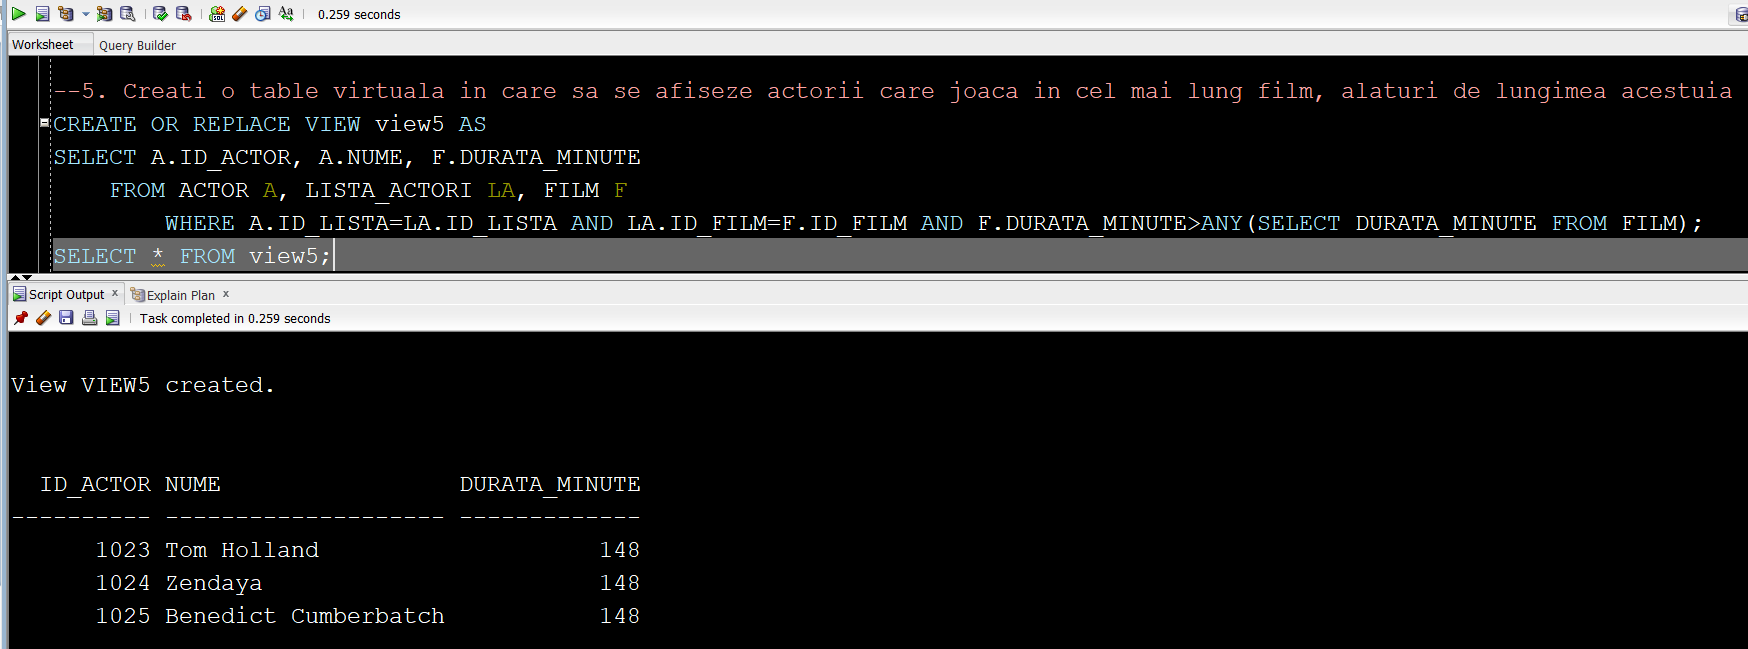 0.259 seconds
Worksheet Query Builder
--5. Creati o table virtuala in care sa se afiseze actorii care joaca in cel mai lung film, alaturi de lungimea acestuia
CREATE OR REPLACE VIEW view5 AS
SELECT A.ID_ACTOR, A.NUME, F.DURATA_MINUTE
FROM ACTOR A, LISTA_ACTORI LA, FILM F
WHERE A.ID_LISTA=LA.ID_LISTA AND LA.ID_FILM=F.ID_FILM AND F.DURATA_MINUTE>ANY(SELECT DURATA_MINUTE FROM FILM);
SELECT * FROM view5;
Script Output x Explain Plan x
Task completed in 0.259 seconds
View VIEW5 created.
ID_ACTOR NUME DURATA_MINUTE
---------- -------------------- -------------
1023 Tom Holland 148
1024 Zendaya 148
1025 Benedict Cumberbatch 148